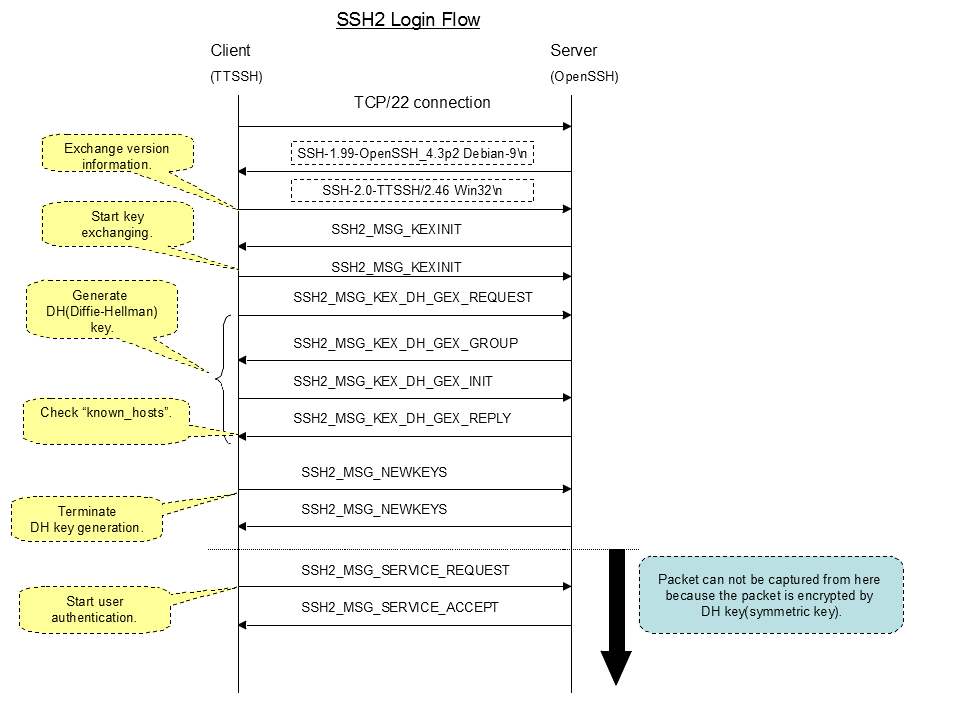 SSH2 Login Flow
Client
Server
(TTSSH)
(OpenSSH)
TCP/22 connection
Exchange version
information.
SSH-1.99-OpenSSH_4.3p2 Debian-9\n
SSH-2.0-TTSSH/2.46 Win32\n
Start key
exchanging.
SSH2_MSG_KEXINIT
SSH2_MSG_KEXINIT
Generate
DH(Diffie-Hellman)
key.
SSH2_MSG_KEX_DH_GEX_REQUEST
SSH2_MSG_KEX_DH_GEX_GROUP
SSH2_MSG_KEX_DH_GEX_INIT
Check “known_hosts”.
SSH2_MSG_KEX_DH_GEX_REPLY
SSH2_MSG_NEWKEYS
Terminate
DH key generation.
SSH2_MSG_NEWKEYS
SSH2_MSG_SERVICE_REQUEST
Packet can not be captured from here
because the packet is encrypted by
DH key(symmetric key).
Start user
authentication.
SSH2_MSG_SERVICE_ACCEPT